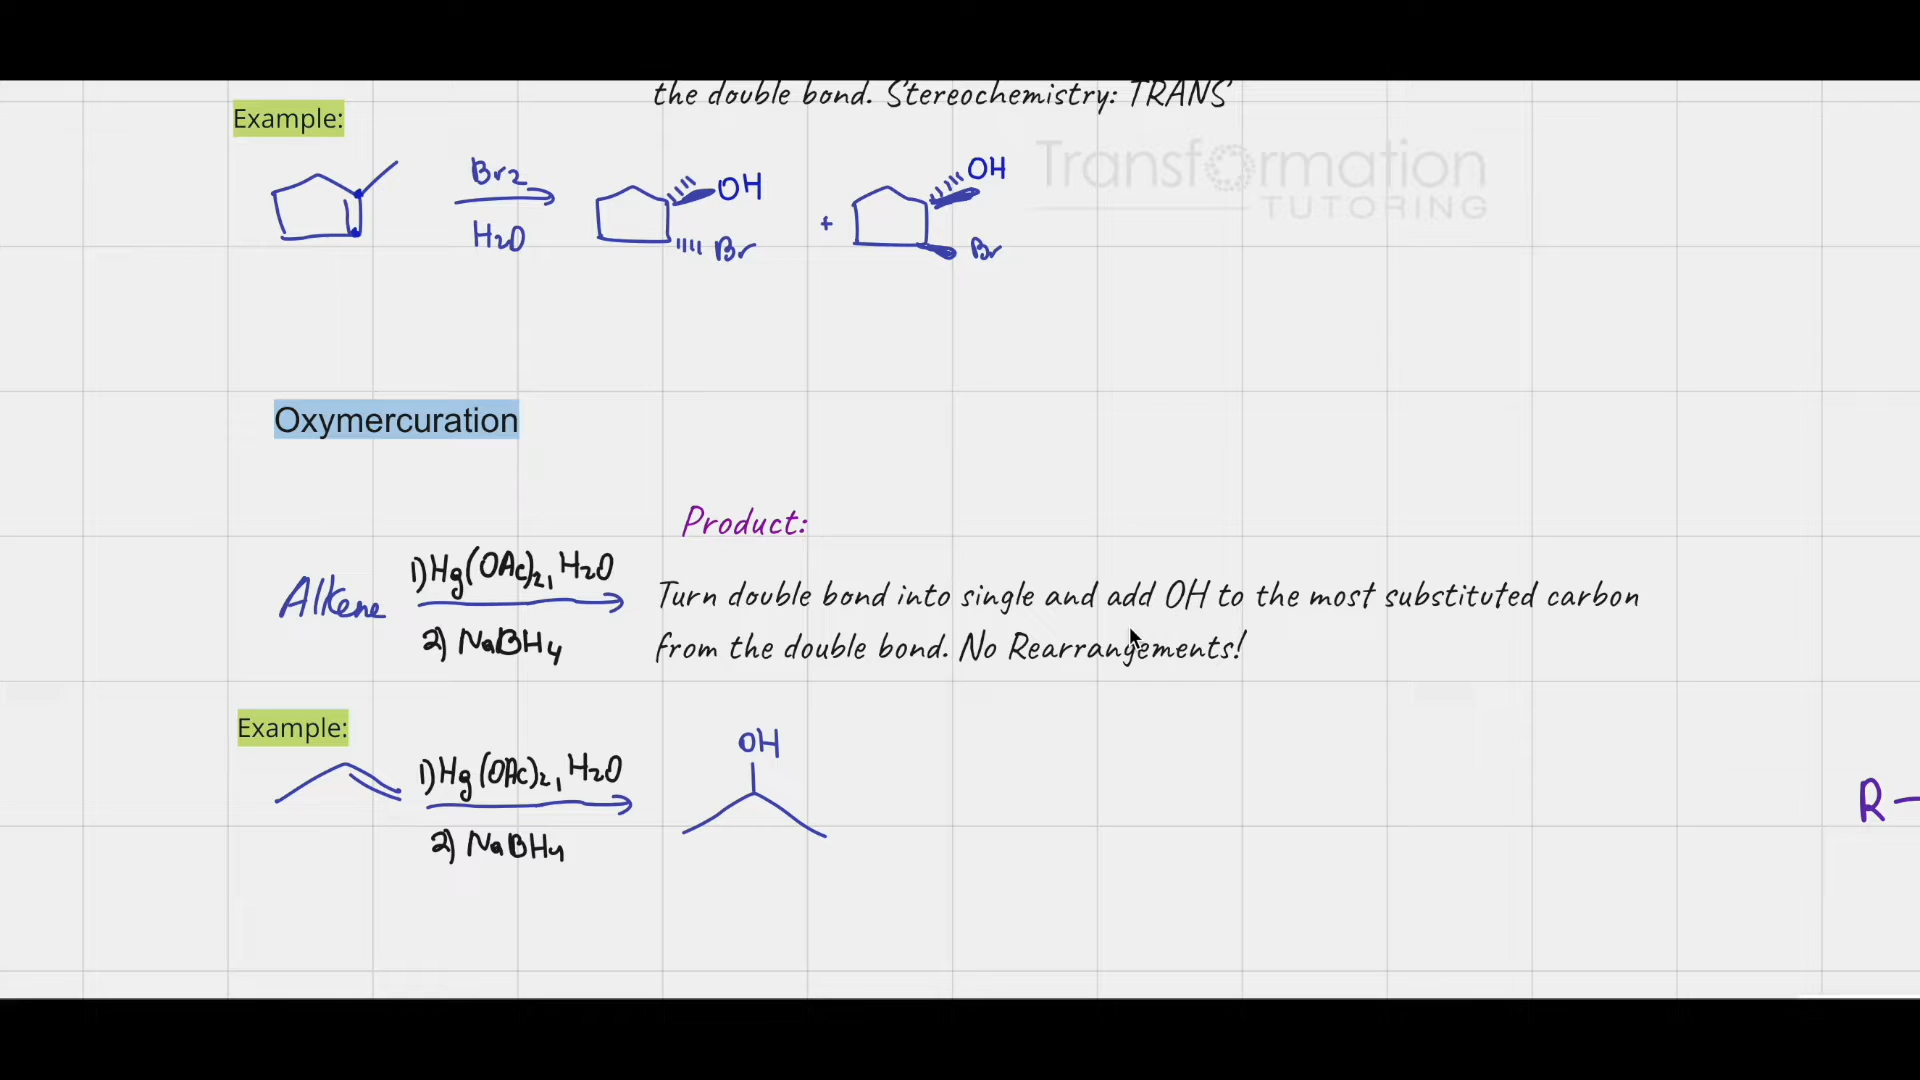 the double bond. Stereochemistry: TRANS
Example:
Transformation
TUTORING
Br2
H2O
OH
Br
+
OH
Br
Oxymercuration
Product:
Alkene
1) Hg(OAc)2, H2O
2) NaBH4
Turn double bond into single and add OH to the most substituted carbon
from the double bond. No Rearrangements!
Example:
1) Hg(OAc)2, H2O
2) NaBH4
OH
R